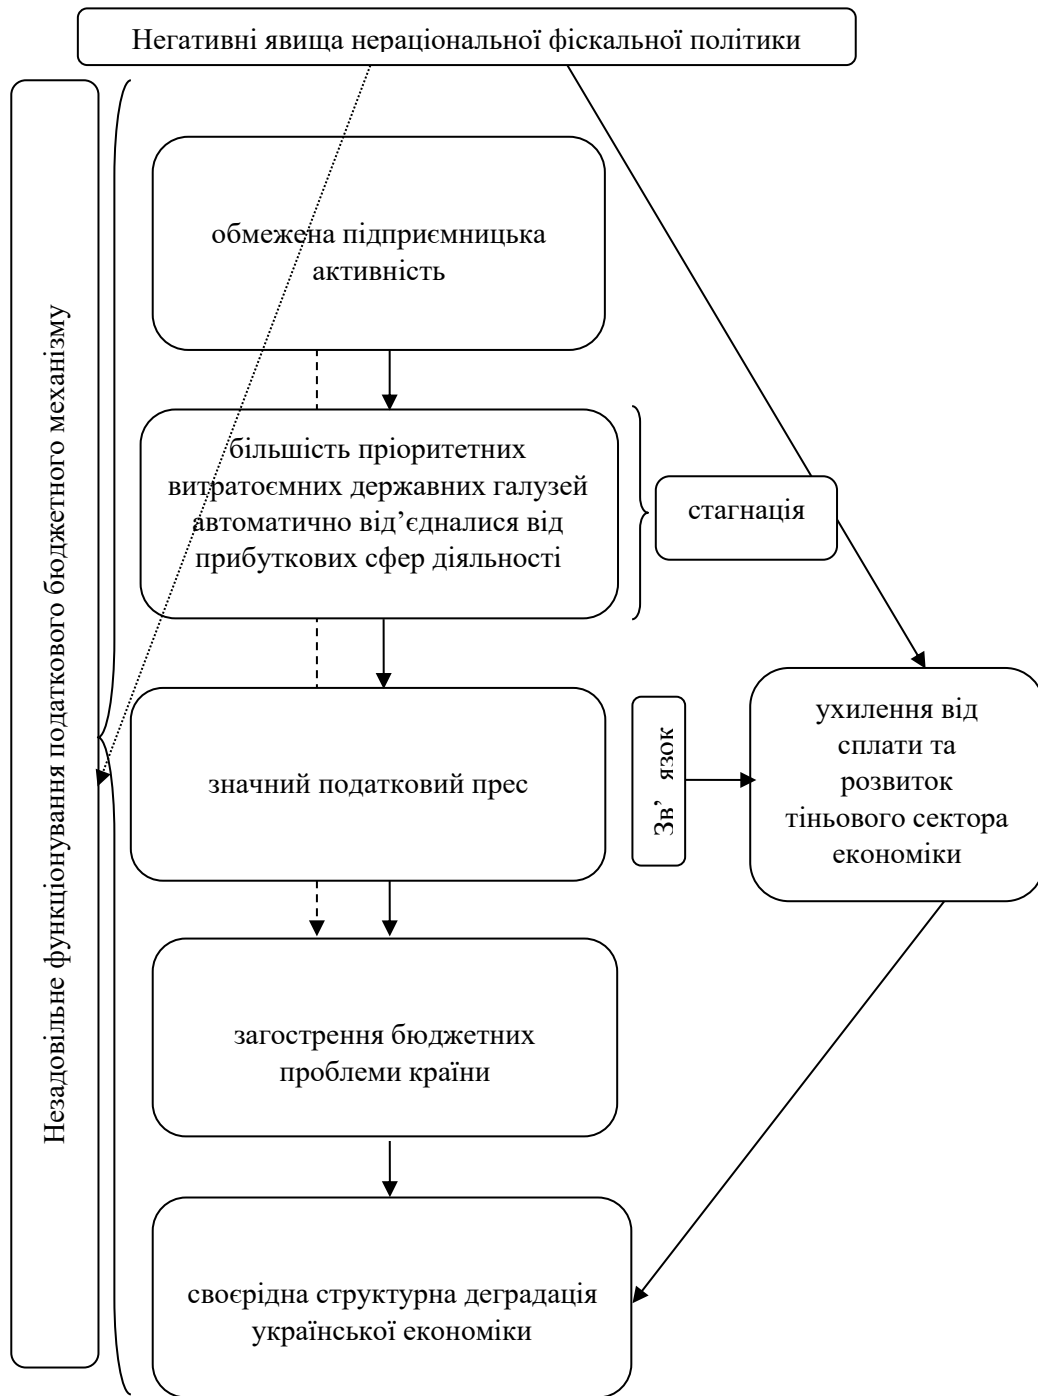 Негативні явища нераціональної фіскальної політики
Незадовільне функціонування податкового бюджетного механізму
обмежена підприємницька
активність
більшість пріоритетних
витратоємних державних галузей
автоматично від’єдналися від
прибуткових сфер діяльності
стагнація
значний податковий прес
Зв’ язок
ухилення від
сплати та
розвиток
тіньового сектора
економіки
загострення бюджетних
проблеми країни
своєрідна структурна деградація
української економіки